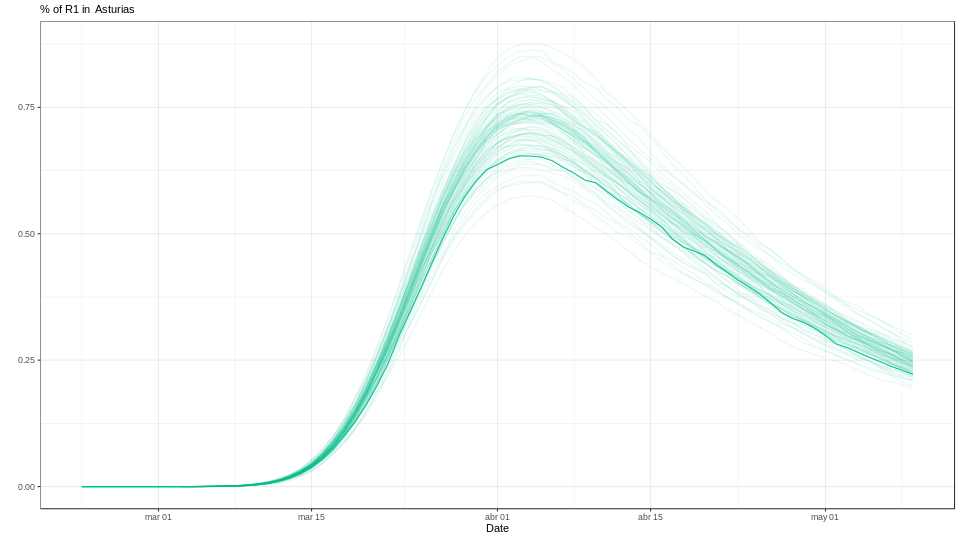 % of R1 in  Asturias
0.75
0.50
0.25
0.00
mar 01
mar 15
abr 01
abr 15
may 01
Date